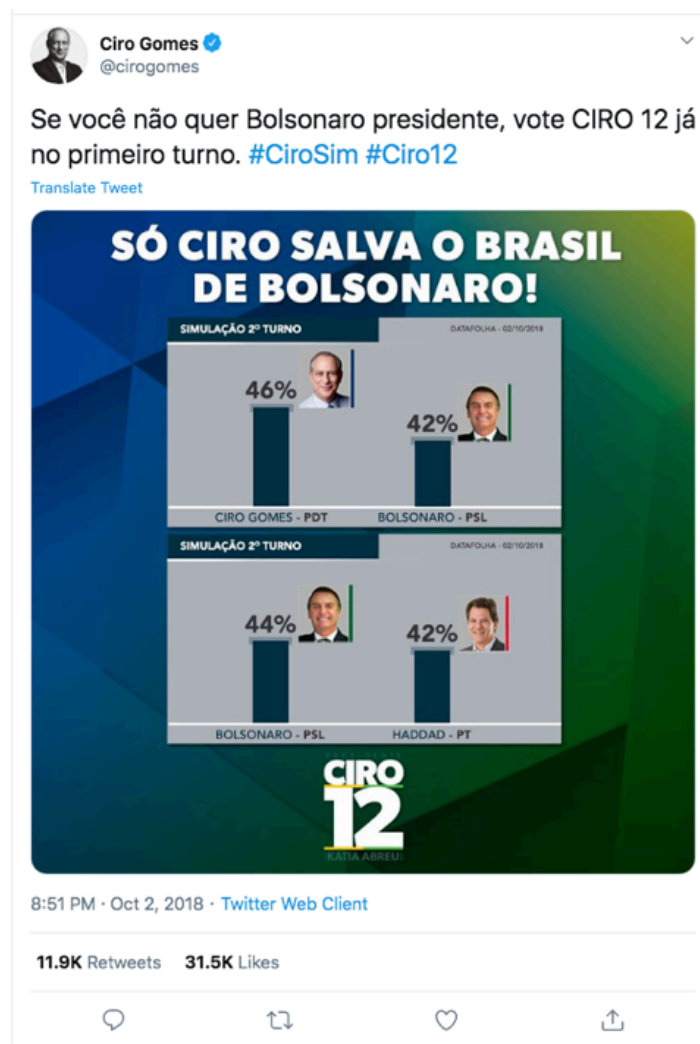 Ciro Gomes
@cirogomes
Se você não quer Bolsonaro presidente, vote CIRO 12 já
no primeiro turno. #CiroSim #Ciro12
Translate Tweet
SÓ CIRO SALVA O BRASIL
DE BOLSONARO!
SIMULAÇÃO 2º TURNO
DATAFOLHA - 02/10/2018
46%
42%
CIRO GOMES - PDT
BOLSONARO - PSL
SIMULAÇÃO 2º TURNO
DATAFOLHA - 02/10/2018
44%
42%
BOLSONARO - PSL
HADDAD - PT
PRESIDENTE
CIRO
12
KATIA ABREU
8:51 PM · Oct 2, 2018 · Twitter Web Client
11.9K Retweets 31.5K Likes